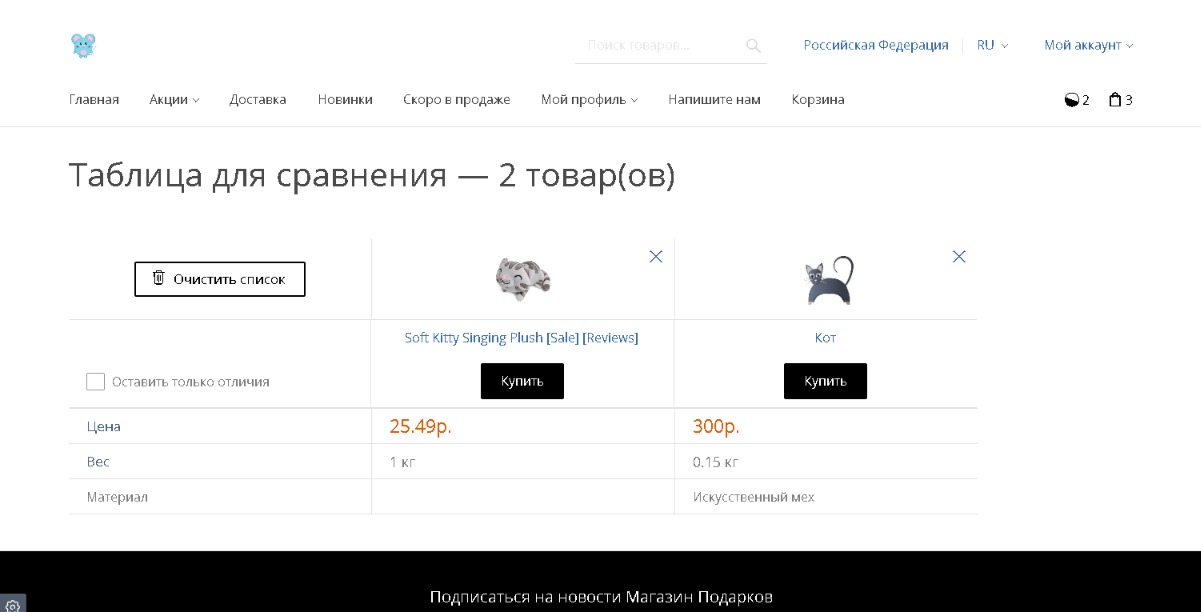 Поиск товаров...
Российская Федерация
RU
Мой аккаунт
Главная
Акции
Доставка
Новинки
Скоро в продаже
Мой профиль
Напишите нам
Корзина
2
3
Таблица для сравнения — 2 товар(ов)
Очистить список
Soft Kitty Singing Plush [Sale] [Reviews]
Кот
Оставить только отличия
Купить
Купить
Цена
25.49р.
300р.
Вес
1 кг
0.15 кг
Материал
Искусственный мех
Подписаться на новости Магазин Подарков